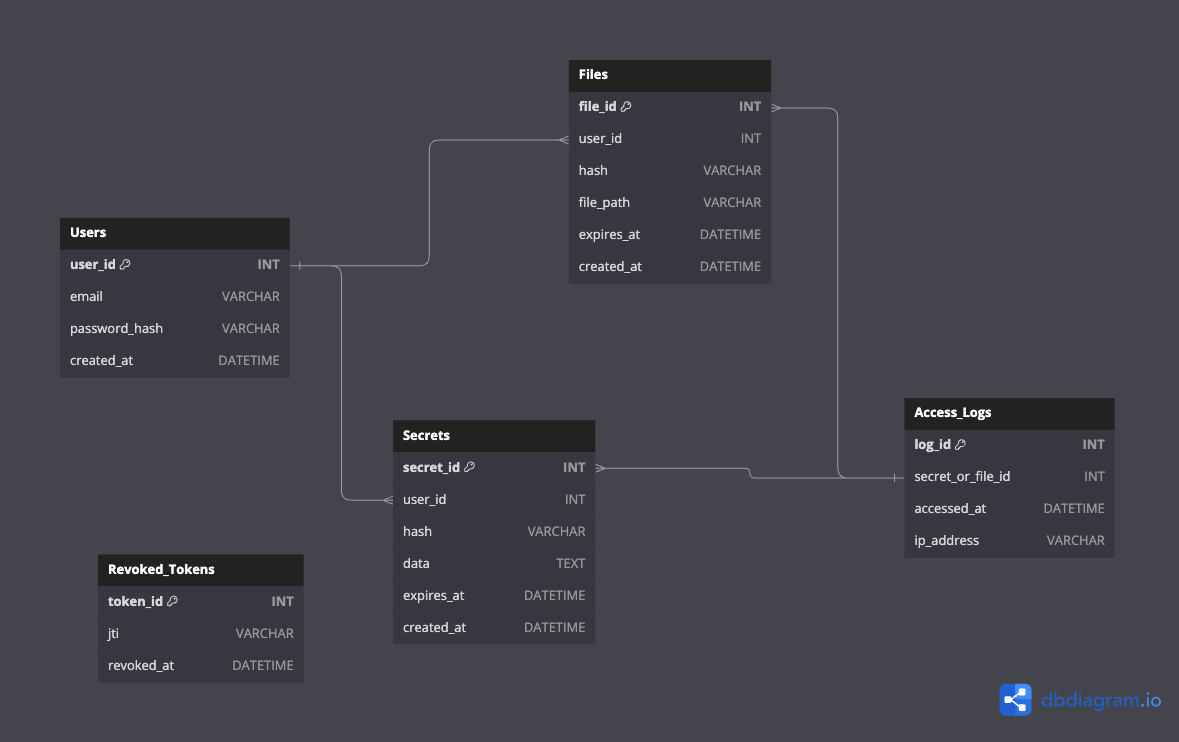 Files
file_id INT
user_id INT
hash VARCHAR
file_path VARCHAR
expires_at DATETIME
created_at DATETIME
Users
user_id INT
email VARCHAR
password_hash VARCHAR
created_at DATETIME
Access_Logs
log_id INT
secret_or_file_id INT
accessed_at DATETIME
ip_address VARCHAR
Secrets
secret_id INT
user_id INT
hash VARCHAR
data TEXT
expires_at DATETIME
created_at DATETIME
Revoked_Tokens
token_id INT
jti VARCHAR
revoked_at DATETIME
dbdiagram.io